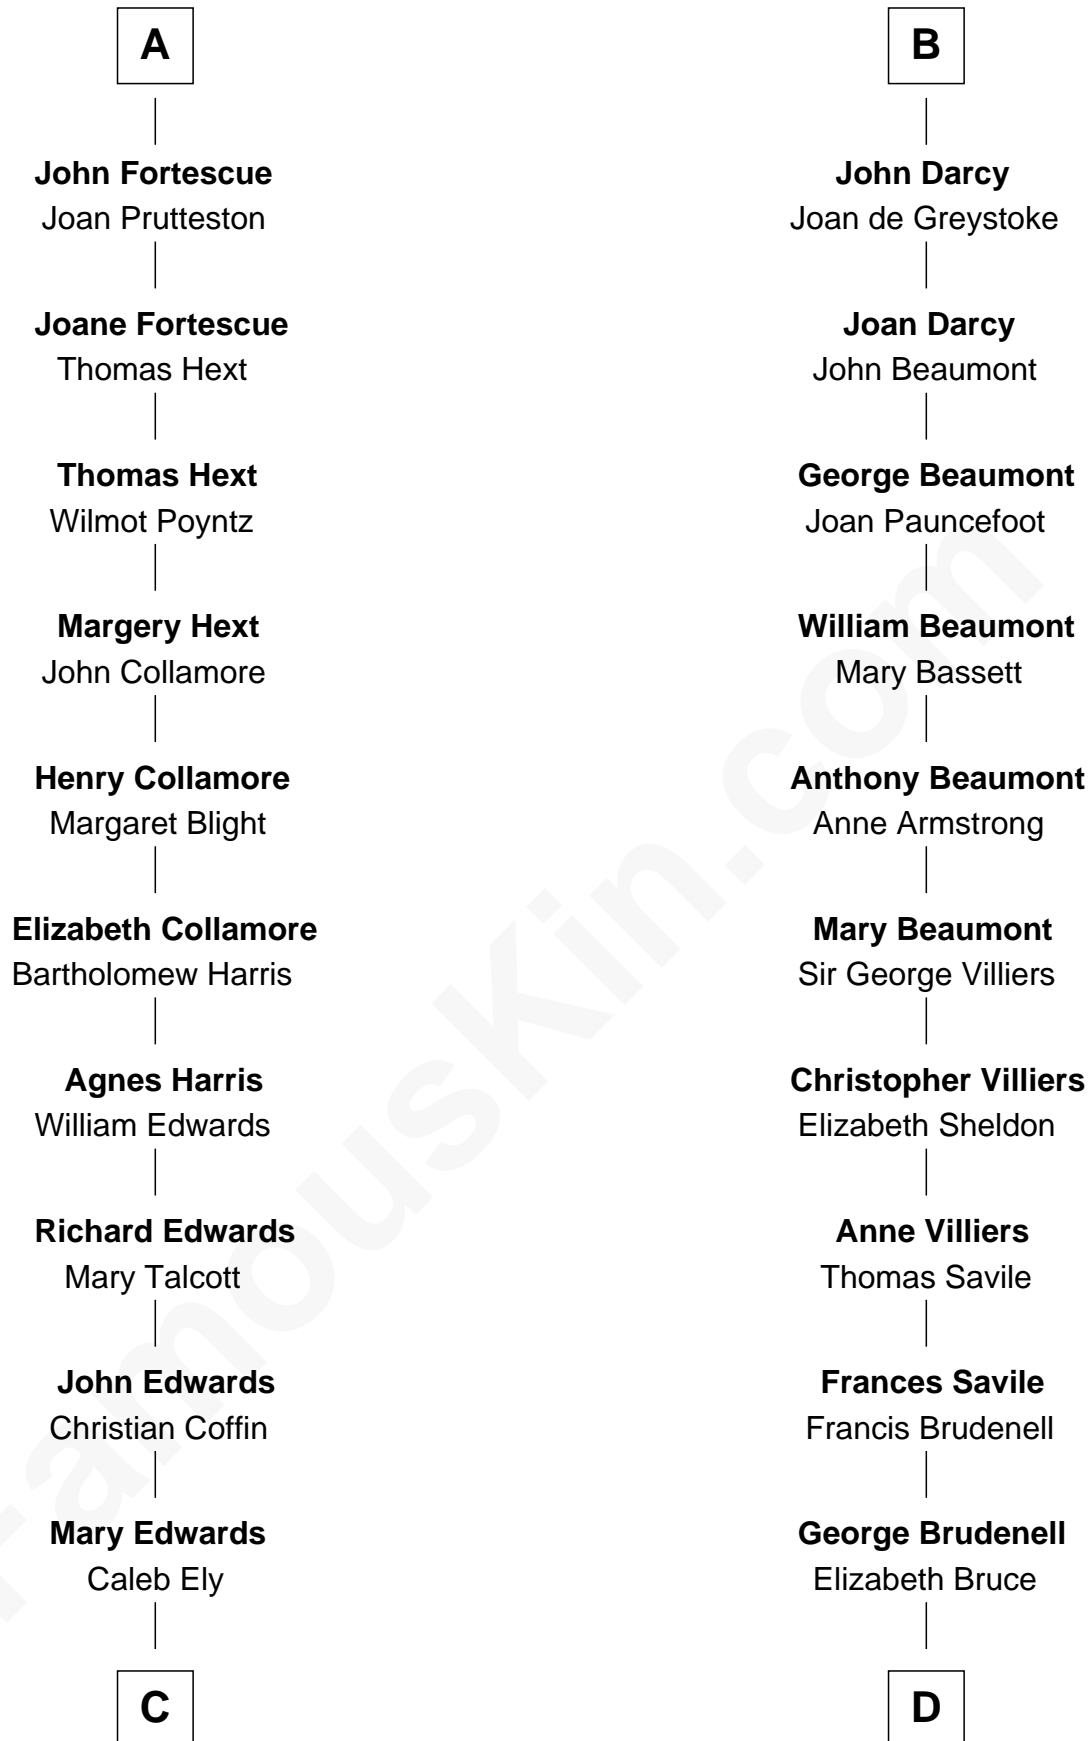 A
John Fortescue
Joan Prutteston
Joane Fortescue
Thomas Hext
Thomas Hext
Wilmot Poyntz
Margery Hext
John Collamore
Henry Collamore
Margaret Blight
Elizabeth Collamore
Bartholomew Harris
Agnes Harris
William Edwards
Richard Edwards
Mary Talcott
John Edwards
Christian Coffin
Mary Edwards
Caleb Ely
C
B
John Darcy
Joan de Greystoke
Joan Darcy
John Beaumont
George Beaumont
Joan Pauncefoot
William Beaumont
Mary Bassett
Anthony Beaumont
Anne Armstrong
Mary Beaumont
Sir George Villiers
Christopher Villiers
Elizabeth Sheldon
Anne Villiers
Thomas Savile
Frances Savile
Francis Brudenell
George Brudenell
Elizabeth Bruce
D
FamousKin.com